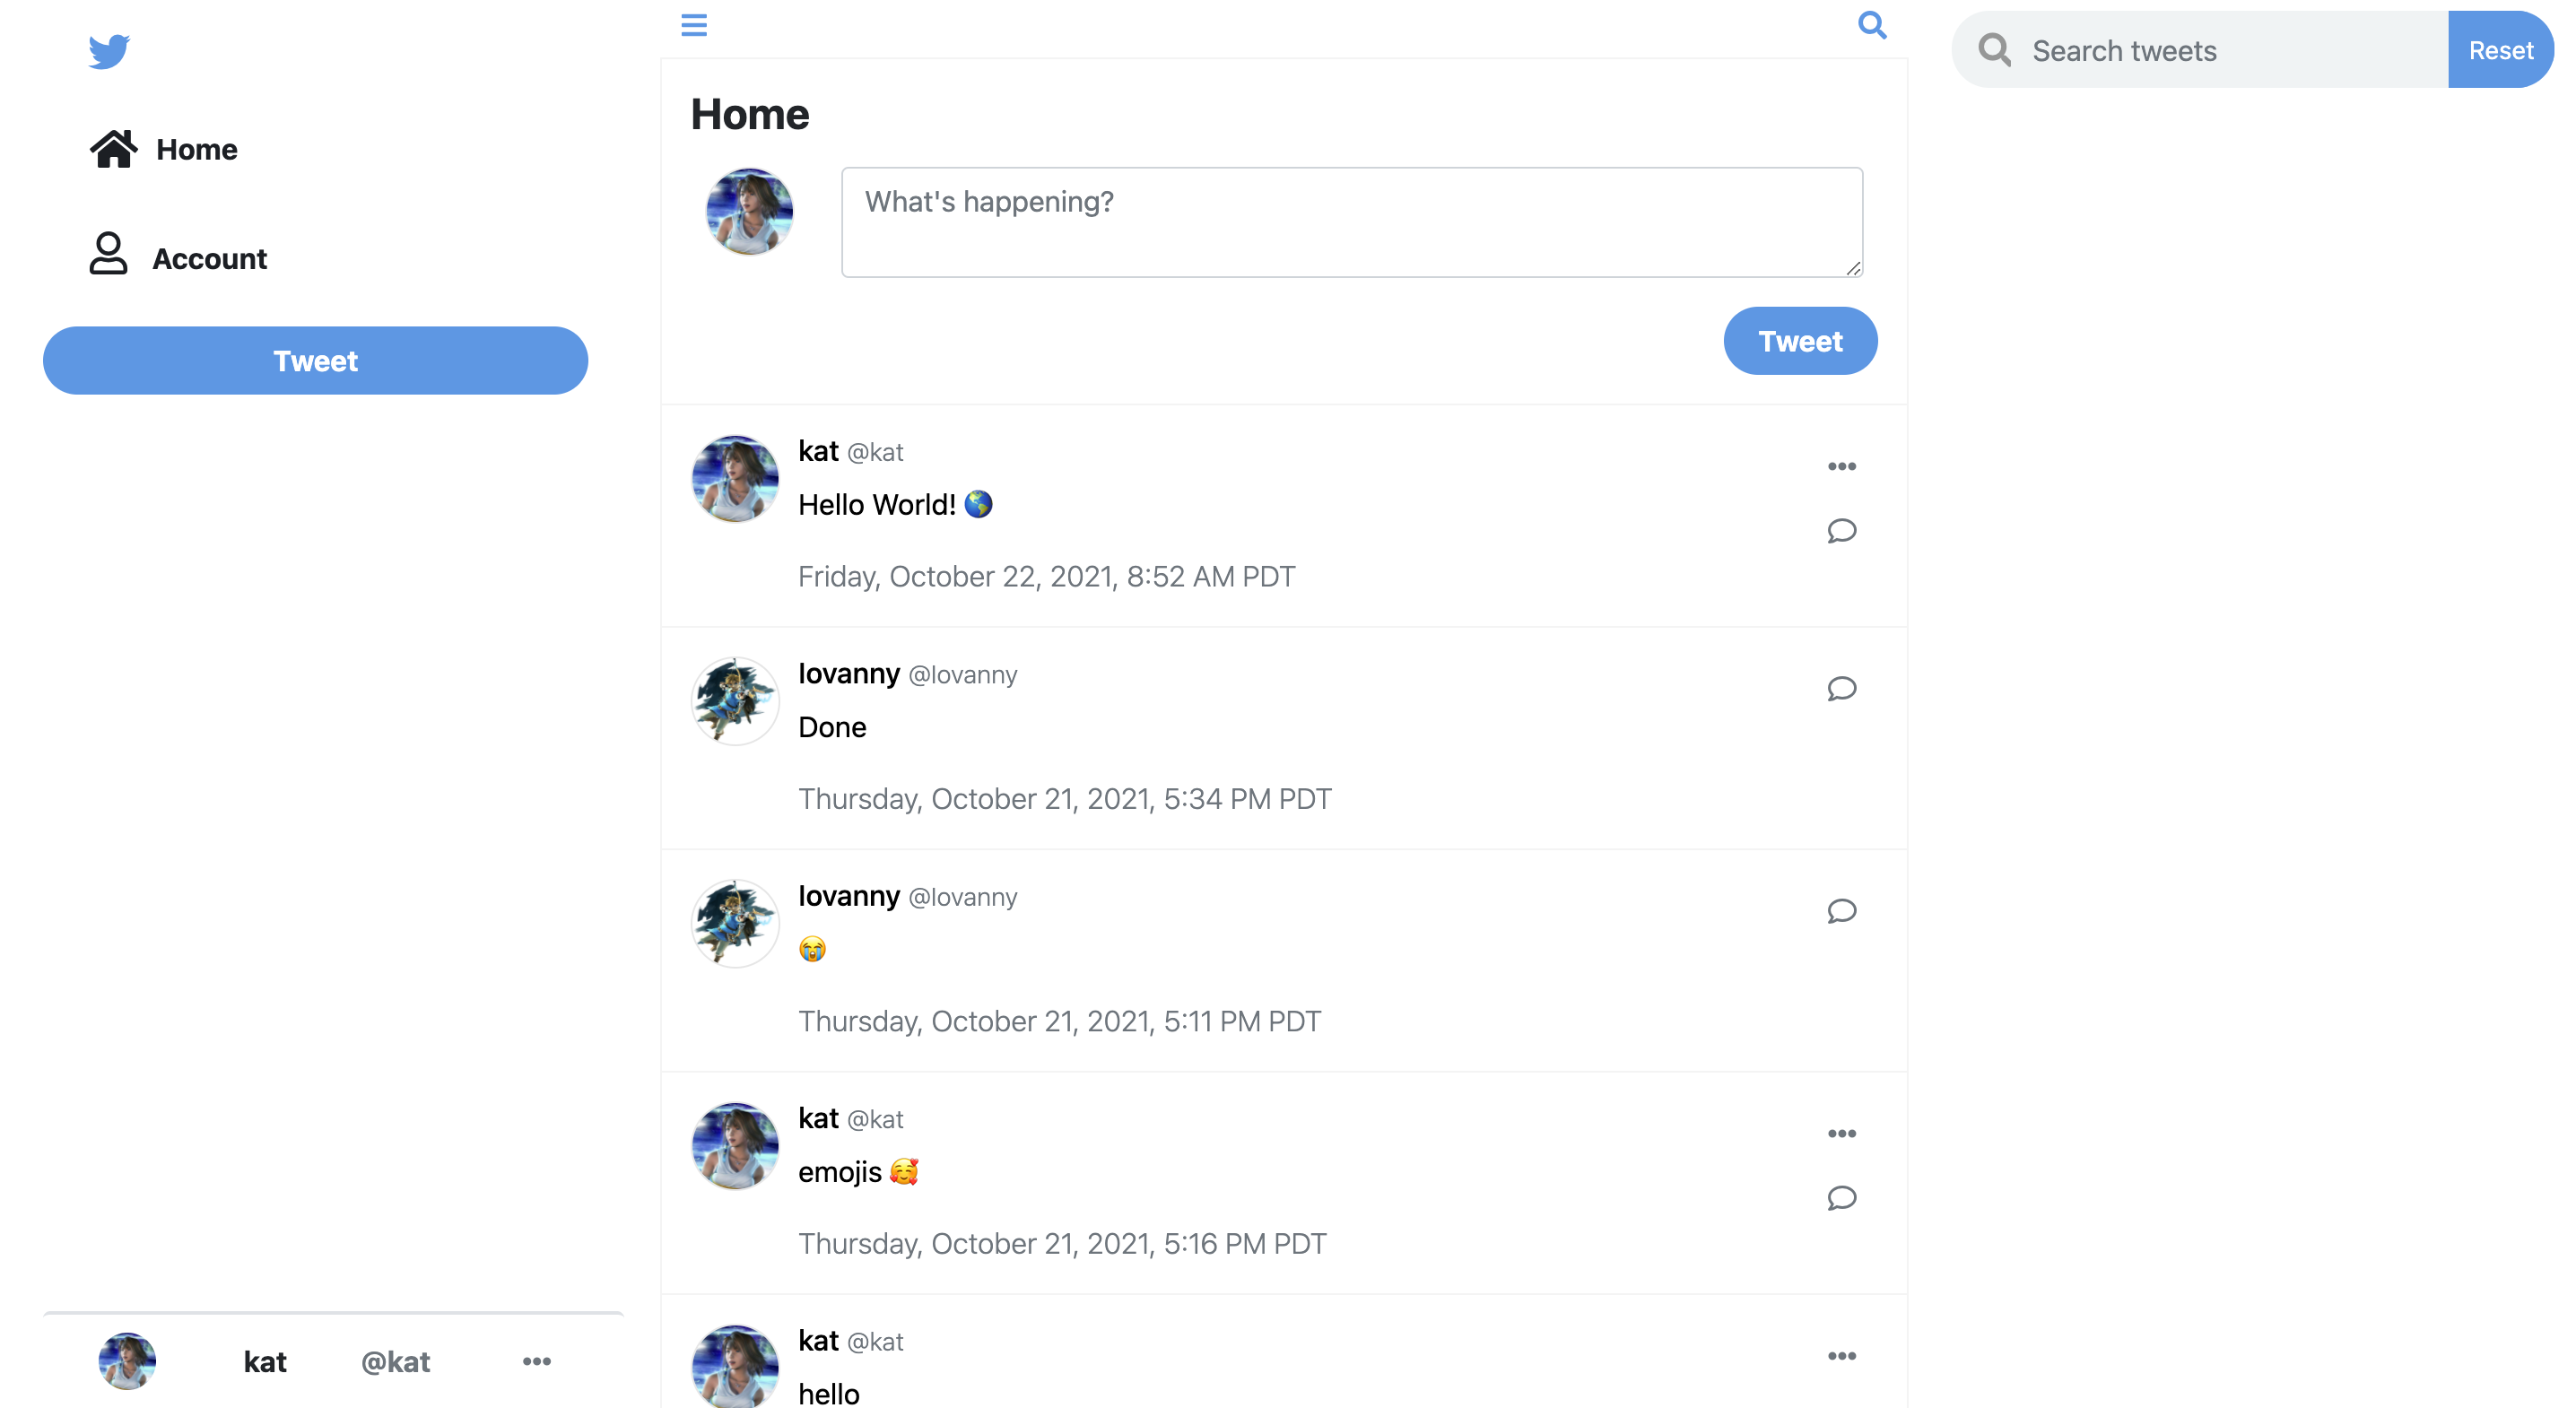 Home
Account
Tweet
Home
What's happening?
Tweet
kat @kat
Hello World! 🌎
Friday, October 22, 2021, 8:52 AM PDT
lovanny @lovanny
Done
Thursday, October 21, 2021, 5:34 PM PDT
lovanny @lovanny
😭
Thursday, October 21, 2021, 5:11 PM PDT
kat @kat
emojis 🥰
Thursday, October 21, 2021, 5:16 PM PDT
kat @kat
hello
kat @kat
Search tweets
Reset